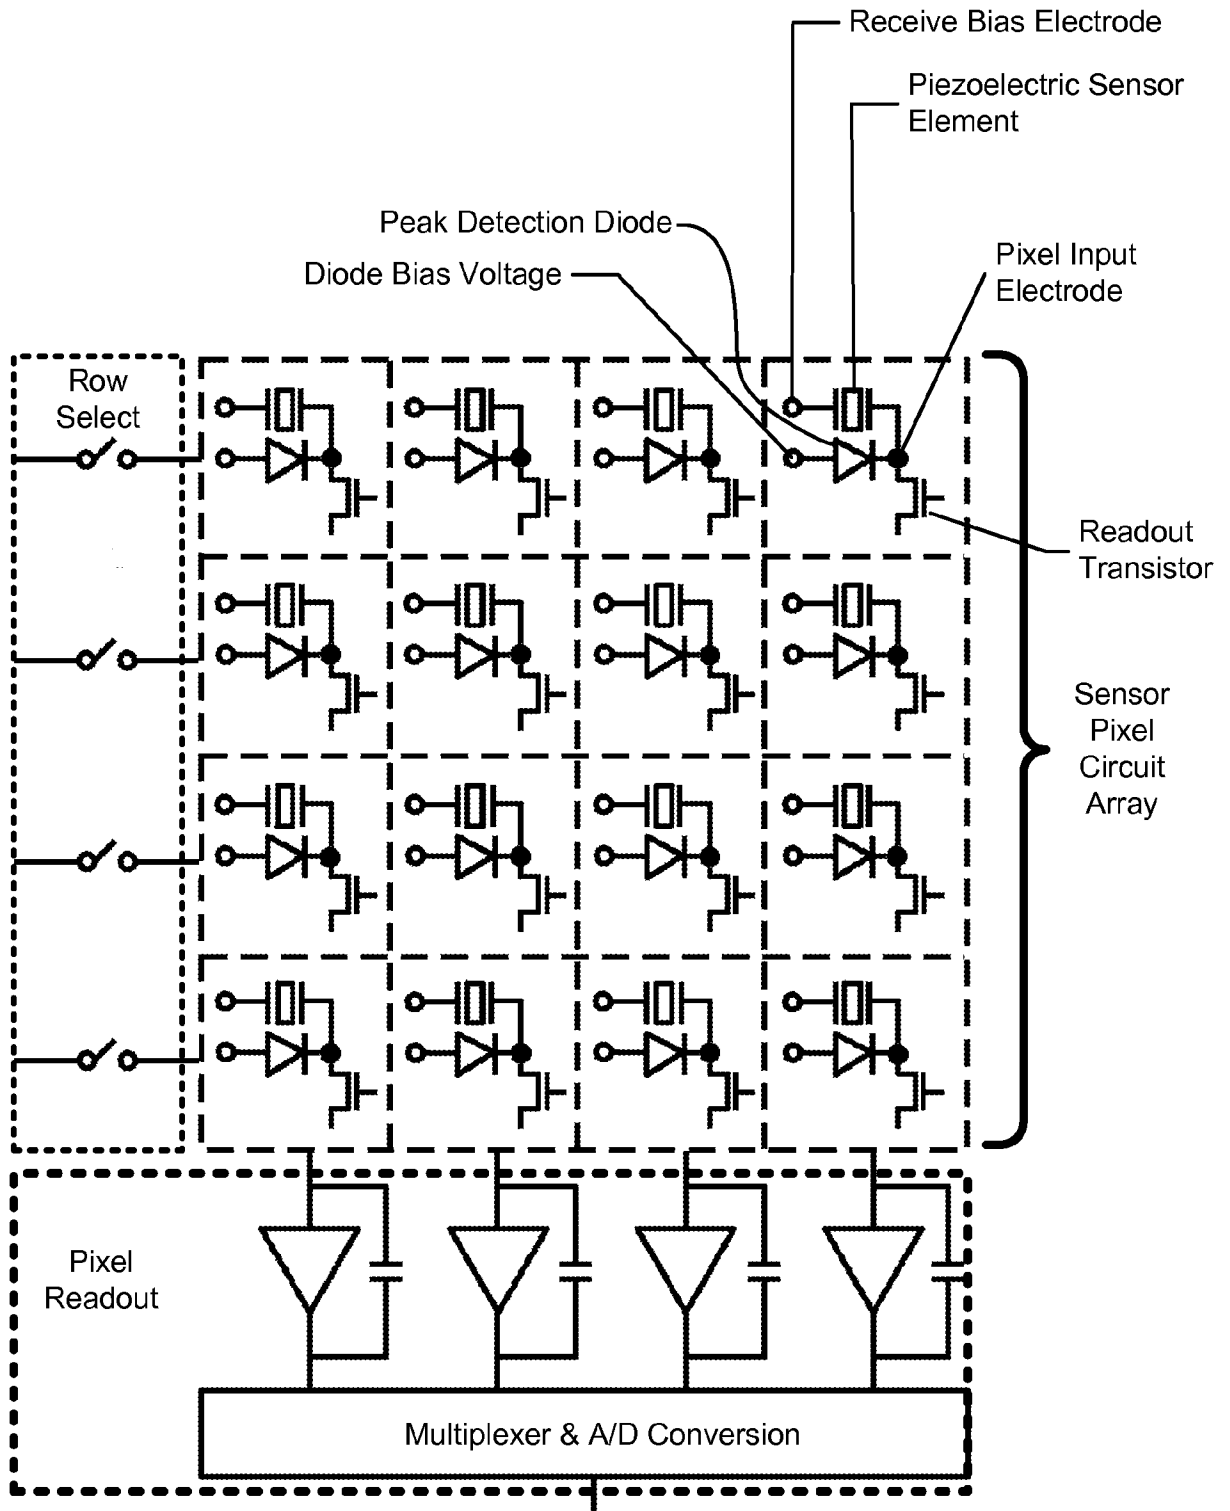 Receive Bias Electrode
Piezoelectric Sensor
Element
Peak Detection Diode
Diode Bias Voltage
Pixel Input
Electrode
Row
Select
Readout
Transistor
Sensor
Pixel
Circuit
Array
Pixel
Readout
Multiplexer & A/D Conversion